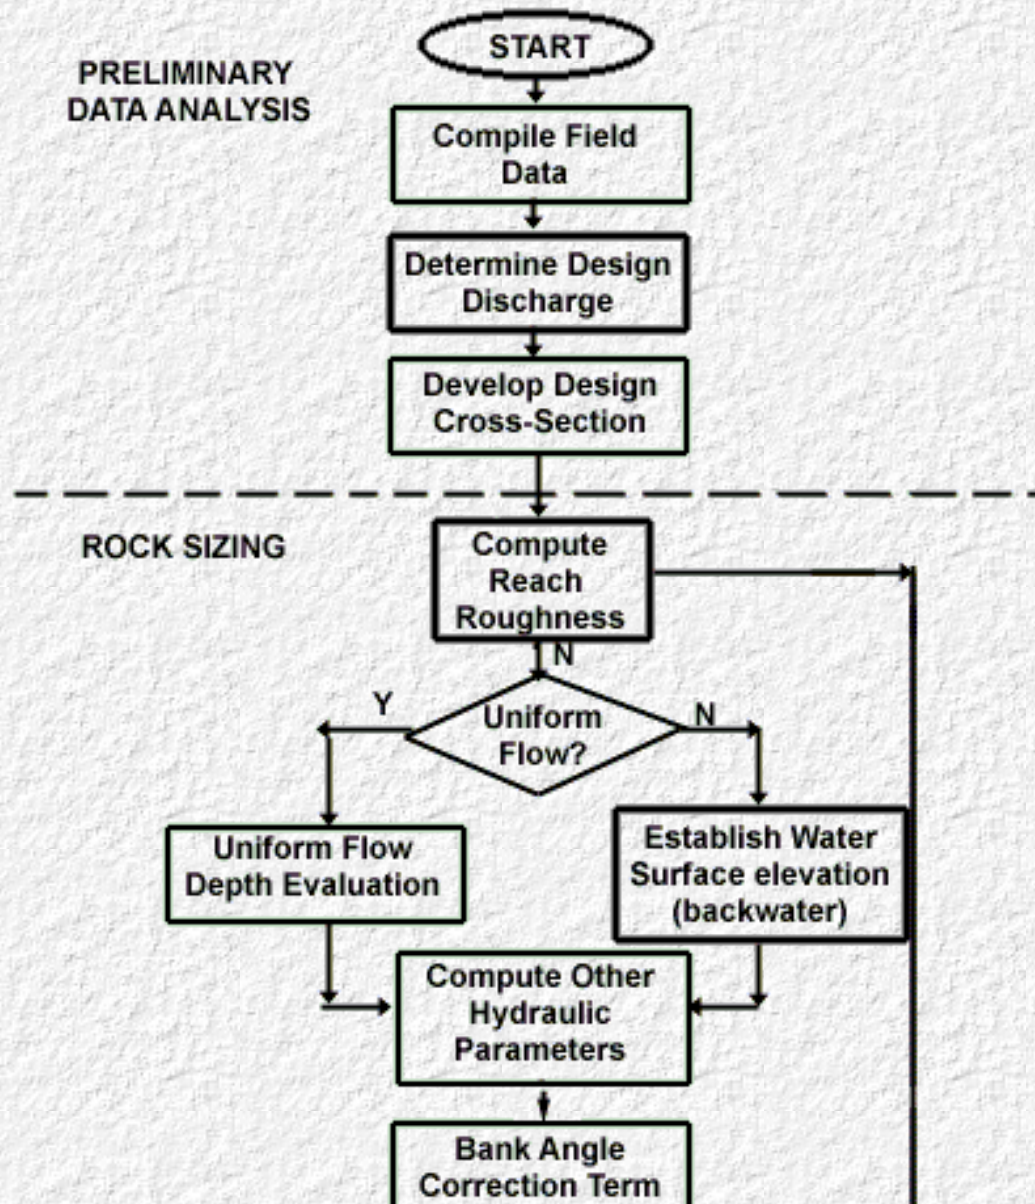 START
PRELIMINARY
DATA ANALYSIS
Compile Field
Data
Determine Design
Discharge
Develop Design
Cross-Section
ROCK SIZING
Compute
Reach
Roughness
N
Y
Uniform
Flow?
N
Uniform Flow
Depth Evaluation
Establish Water
Surface elevation
(backwater)
Compute Other
Hydraulic
Parameters
Bank Angle
Correction Term